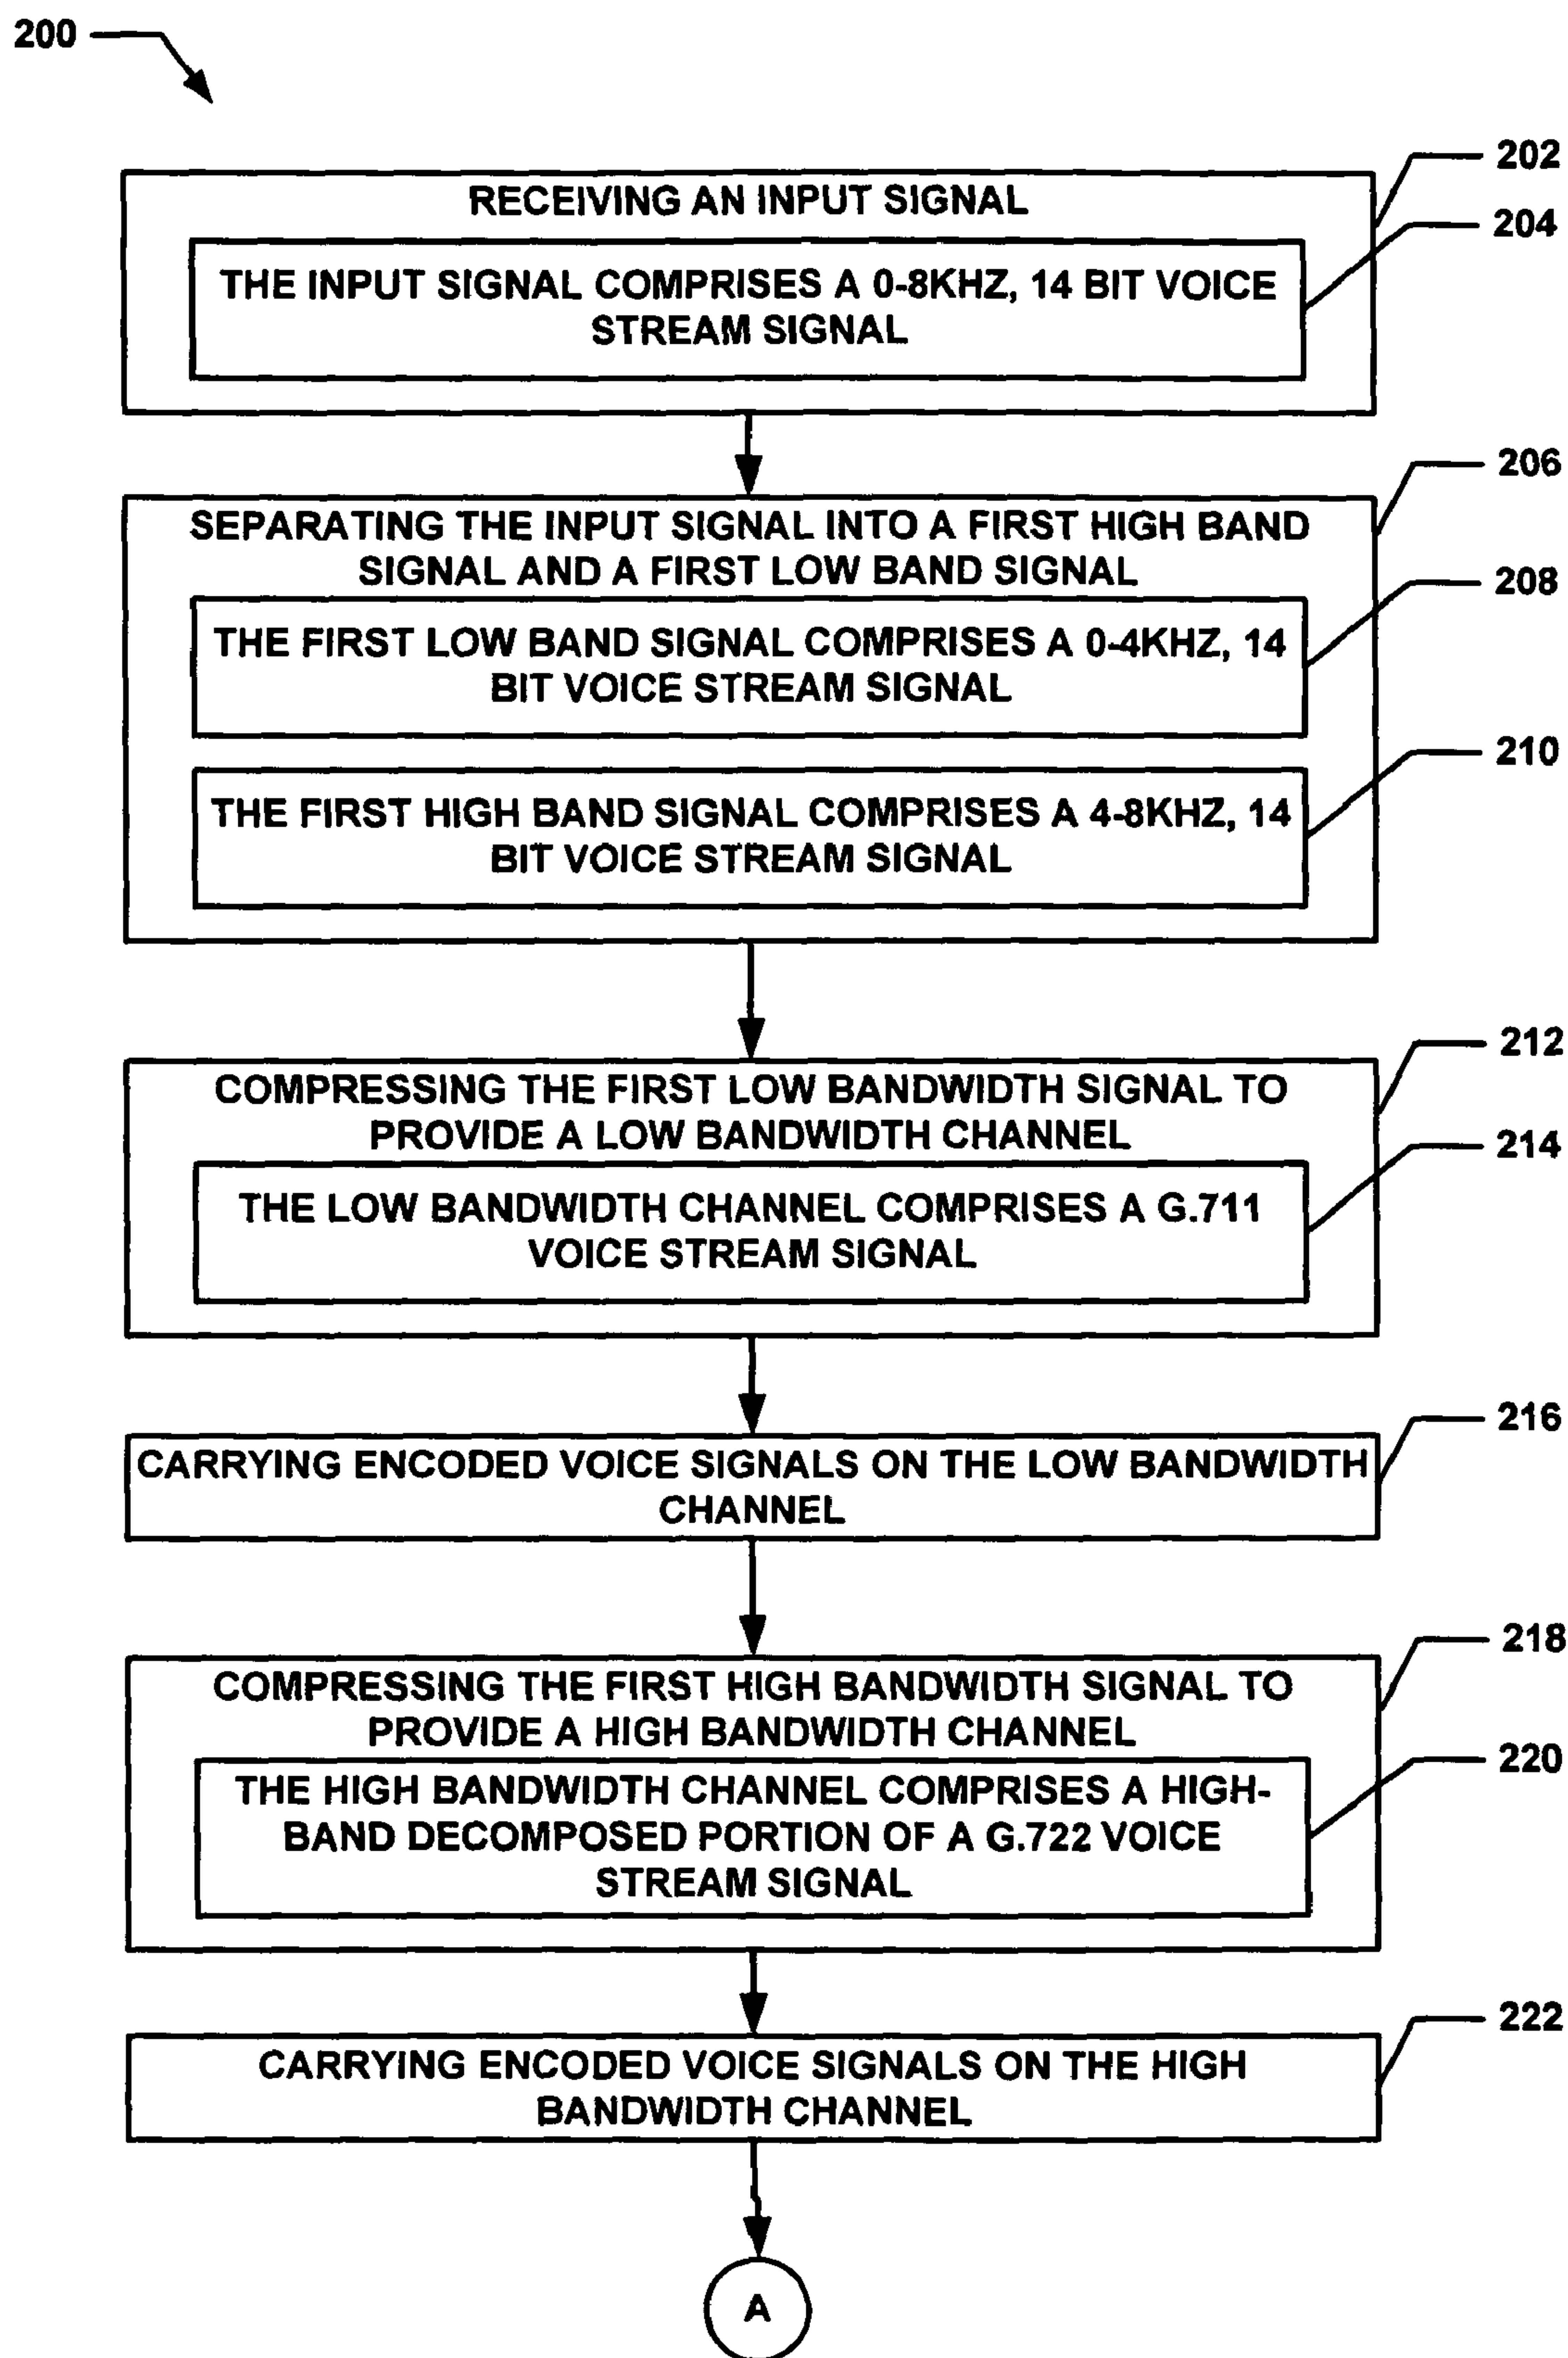 200
202
RECEIVING AN INPUT SIGNAL
204
THE INPUT SIGNAL COMPRISES A 0-8KHZ, 14 BIT VOICE
STREAM SIGNAL
206
SEPARATING THE INPUT SIGNAL INTO A FIRST HIGH BAND
SIGNAL AND A FIRST LOW BAND SIGNAL
208
THE FIRST LOW BAND SIGNAL COMPRISES A 0-4KHZ, 14
BIT VOICE STREAM SIGNAL
210
THE FIRST HIGH BAND SIGNAL COMPRISES A 4-8KHZ, 14
BIT VOICE STREAM SIGNAL
212
COMPRESSING THE FIRST LOW BANDWIDTH SIGNAL TO
PROVIDE A LOW BANDWIDTH CHANNEL
214
THE LOW BANDWIDTH CHANNEL COMPRISES A G.711
VOICE STREAM SIGNAL
216
CARRYING ENCODED VOICE SIGNALS ON THE LOW BANDWIDTH
CHANNEL
218
COMPRESSING THE FIRST HIGH BANDWIDTH SIGNAL TO
PROVIDE A HIGH BANDWIDTH CHANNEL
220
THE HIGH BANDWIDTH CHANNEL COMPRISES A HIGH-
BAND DECOMPOSED PORTION OF A G.722 VOICE
STREAM SIGNAL
222
CARRYING ENCODED VOICE SIGNALS ON THE HIGH
BANDWIDTH CHANNEL
A